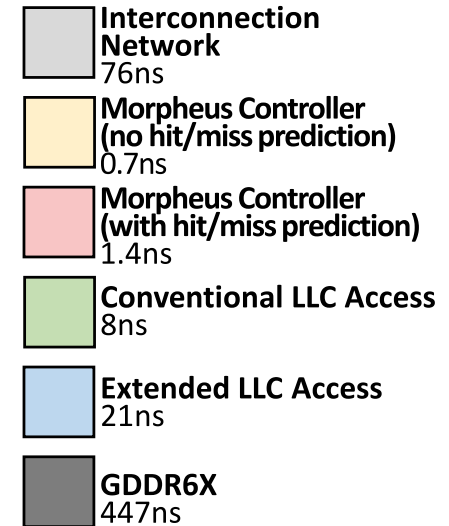 Interconnection
Network
76ns
Morpheus Controller
(no hit/miss prediction)
0.7ns
Morpheus Controller
(with hit/miss prediction)
1.4ns
Conventional LLC Access
8ns
Extended LLC Access
21ns
GDDR6X
447ns